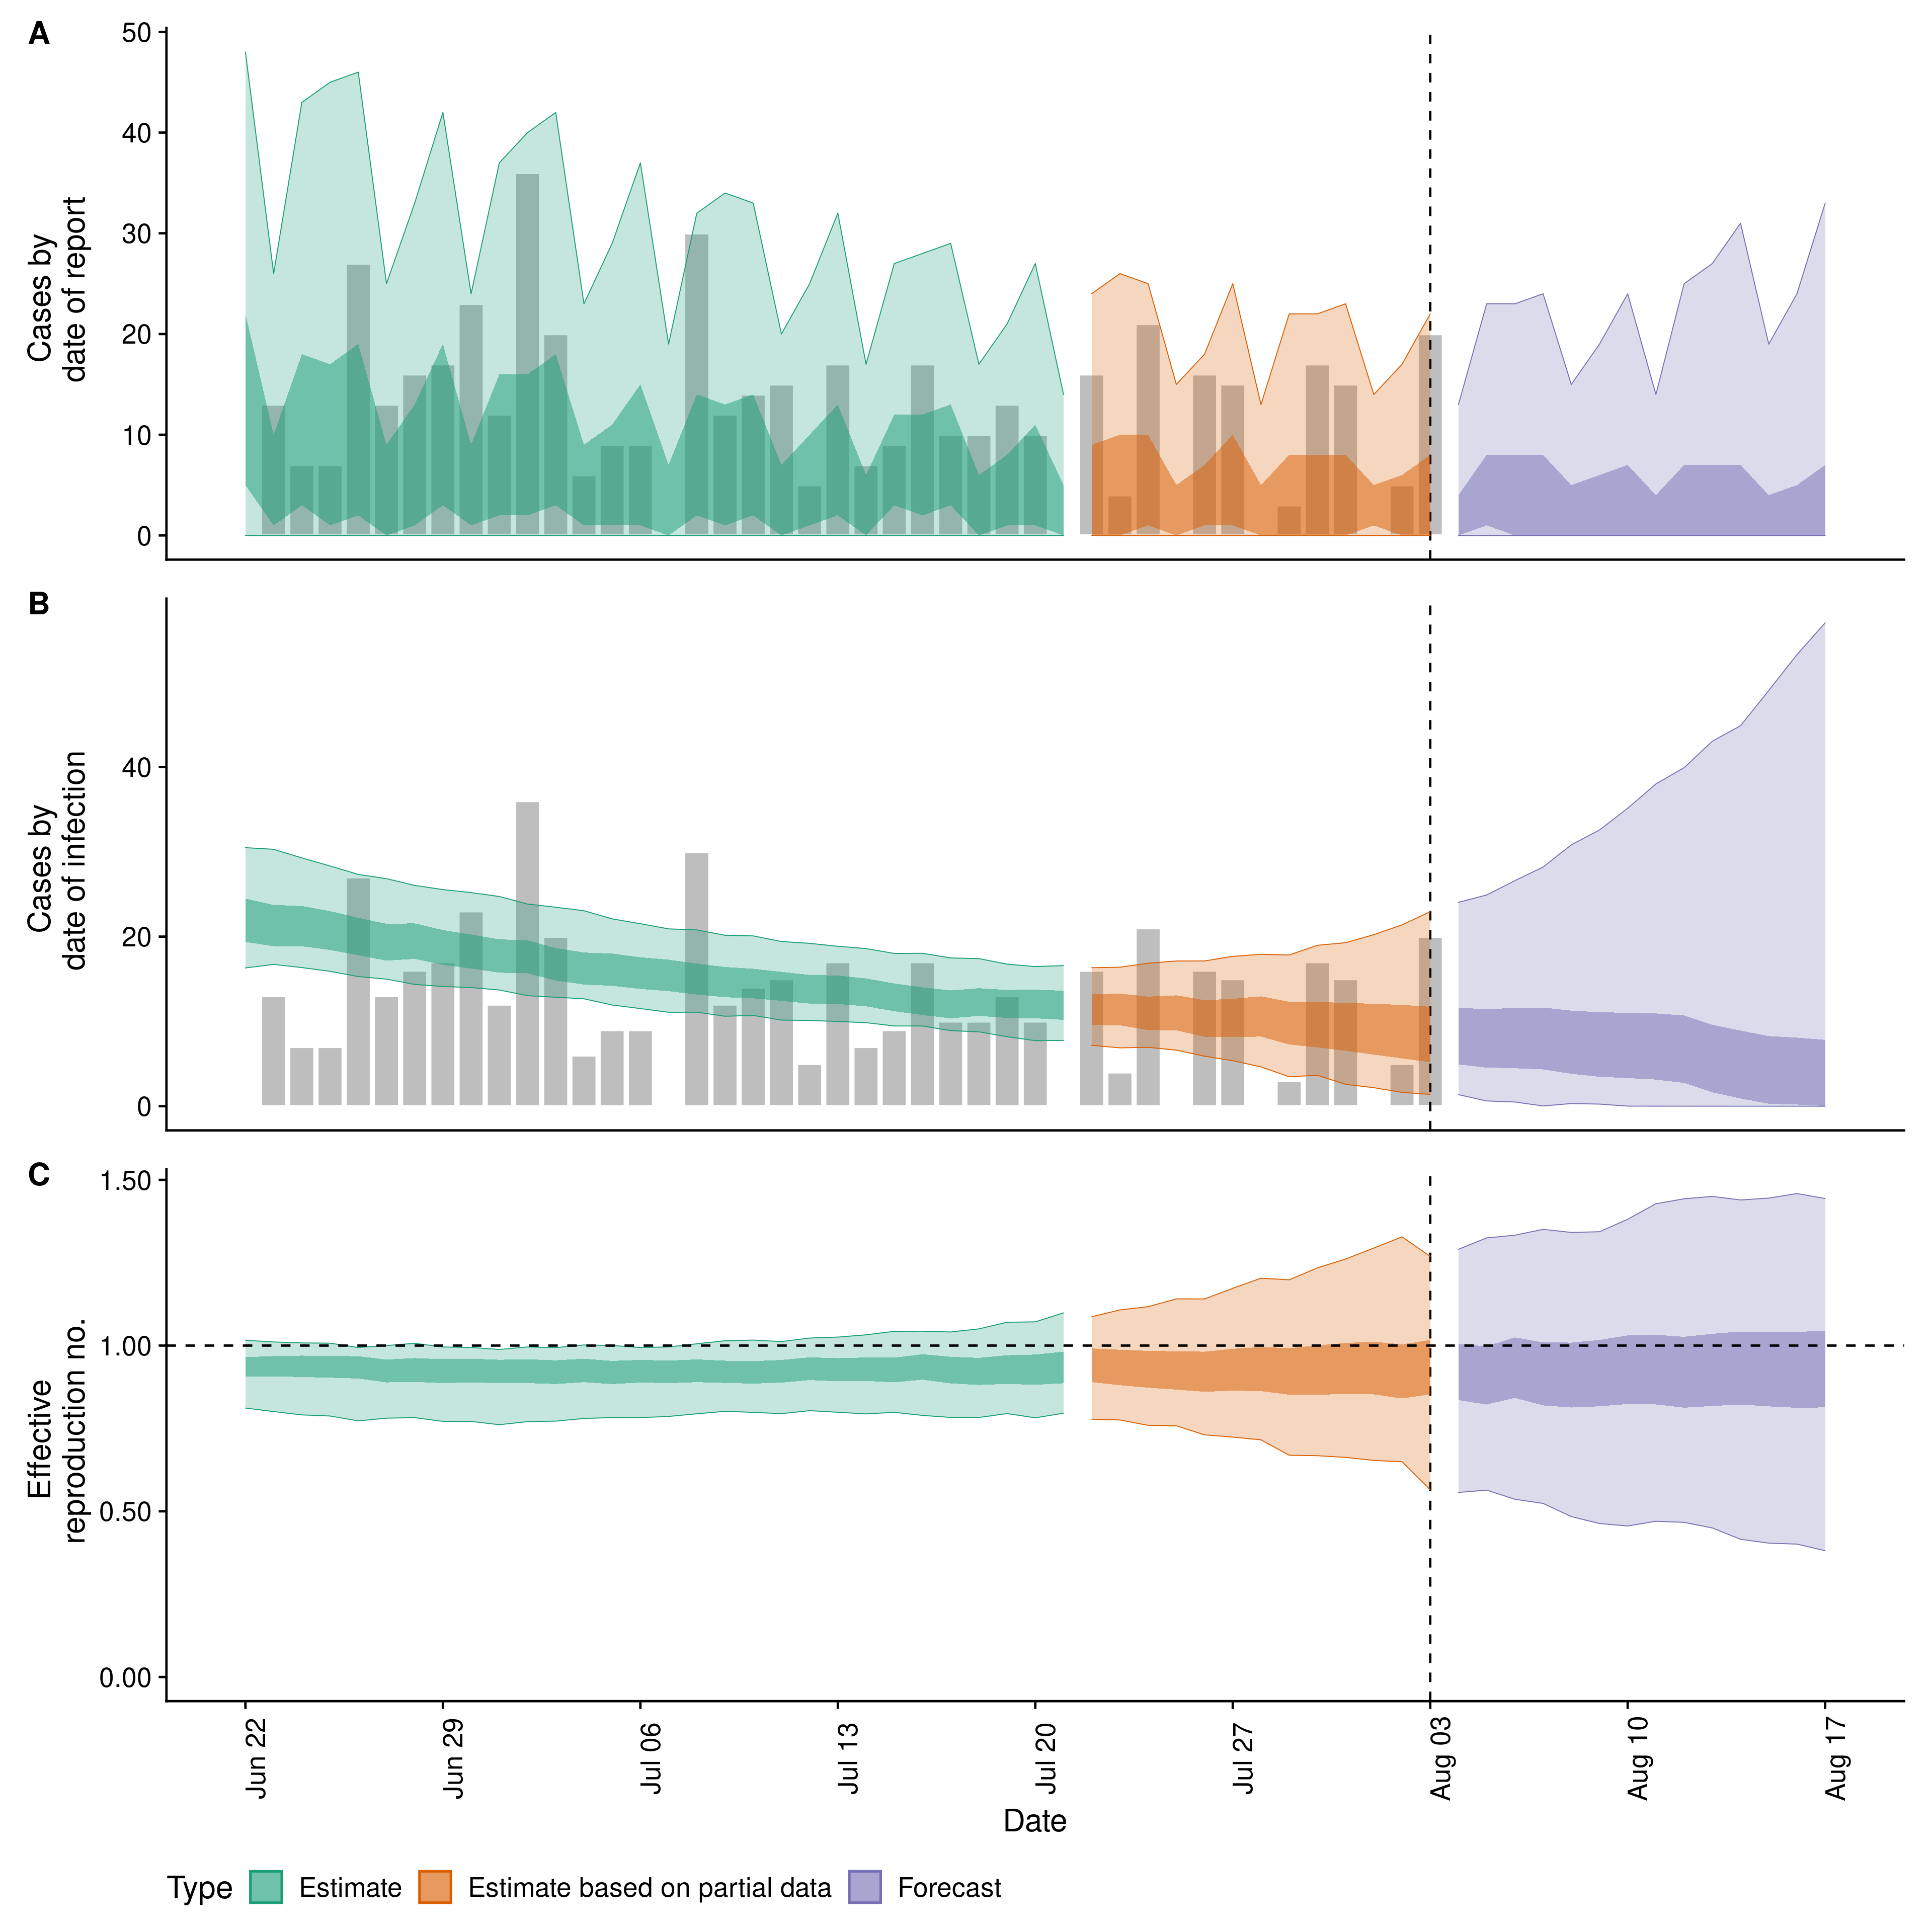 A
Cases by
date of report
50
40
30
20
10
0
B
Cases by
date of infection
40
20
0
C
Effective
reproduction no.
1.50
1.00
0.50
0.00
Jun 22
Jun 29
Jul 06
Jul 13
Jul 20
Jul 27
Aug 03
Aug 10
Aug 17
Date
Type
Estimate
Estimate based on partial data
Forecast